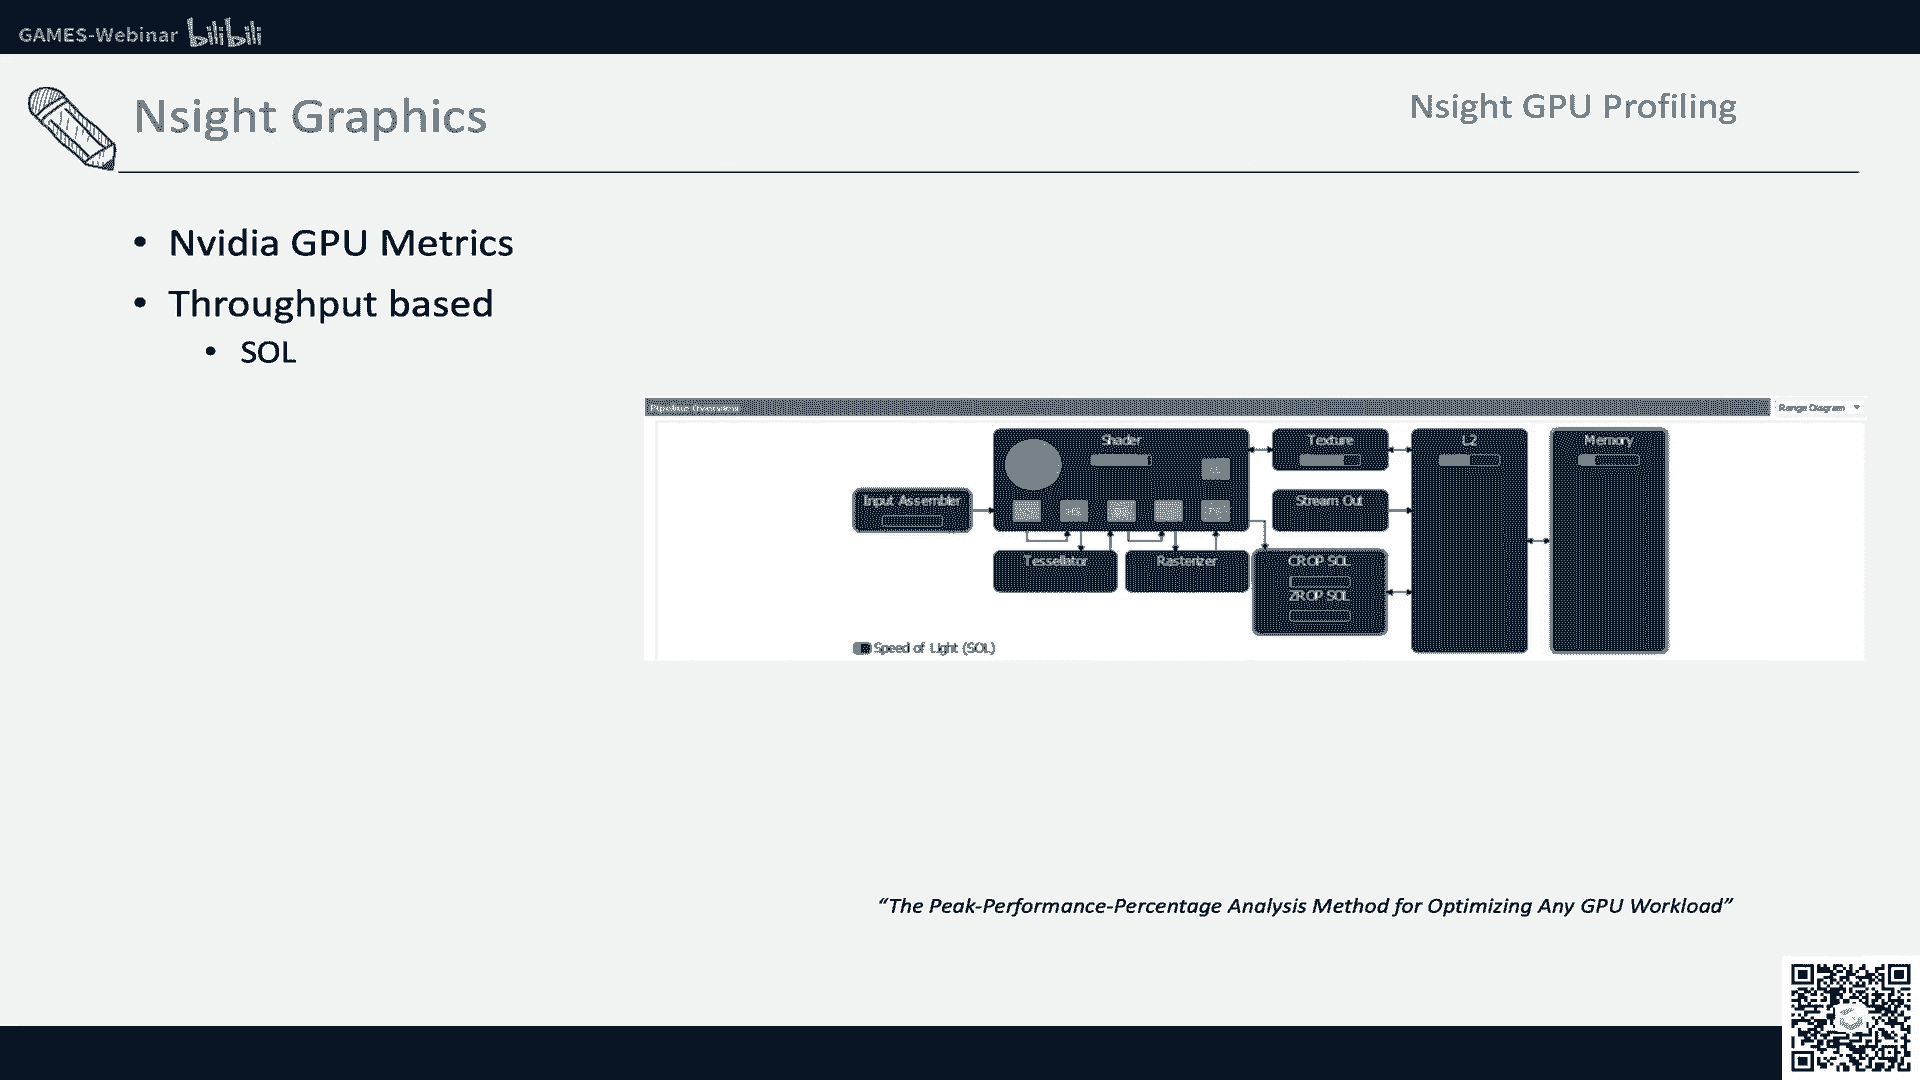 GAMES-Webinar bilibili
Nsight Graphics
Nsight GPU Profiling
• Nvidia GPU Metrics
• Throughput based
• SOL
Pipeline Overview
Range Diagram
Shader
Texture
L2
Memory
Input Assembler
Stream Out
Tessellator
Rasterizer
CROP SOL
ZROP SOL
Speed of Light (SOL)
“The Peak-Performance-Percentage Analysis Method for Optimizing Any GPU Workload”